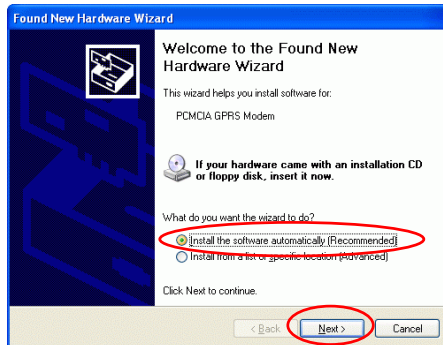 Found New Hardware Wizard
Welcome to the Found New
Hardware Wizard
This wizard helps you install software for:
PCMCIA GPRS Modem
If your hardware came with an installation CD
or floppy disk, insert it now.
What do you want the wizard to do?
Install the software automatically (Recommended)
Install from a list or specific location (Advanced)
Click Next to continue.
< Back
Next >
Cancel